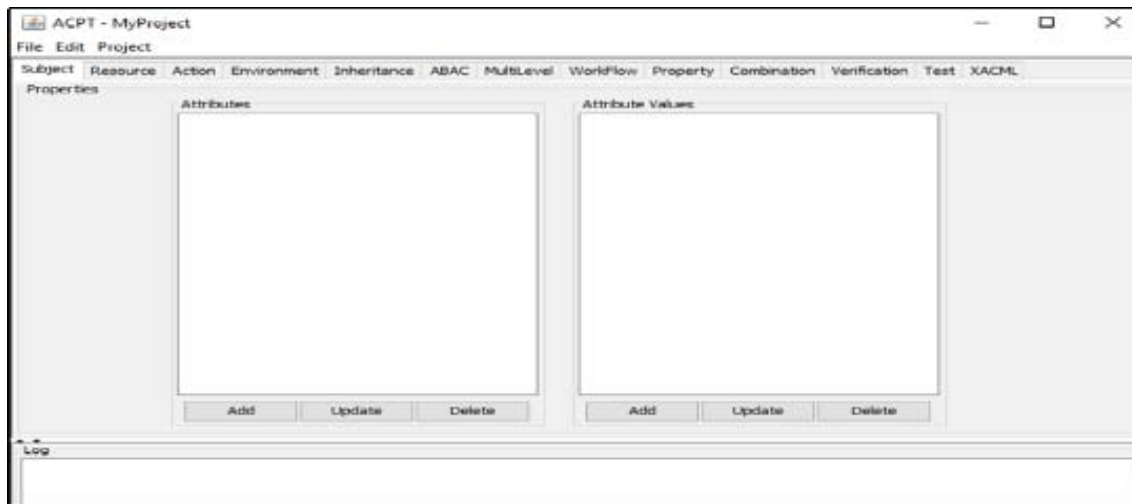 ACPT - MyProject
File Edit Project
Subject Resource Action Environment Inheritance ABAC MultiLevel WorkFlow Property Combination Verification Test XACML
Properties
Attributes
Attribute Values
Add Update Delete
Add Update Delete
Log